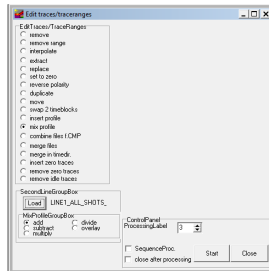 Edit traces/traceranges
EditTraces/TraceRanges
remove
remove range
interpolate
extract
replace
set to zero
reverse polarity
duplicate
move
swap 2 timeblocks
insert profile
mix profile
combine files f.CMP
merge files
merge in timedir.
insert zero traces
remove zero traces
remove idle traces
SecondLineGroupBox
Load LINE1_ALL_SHOTS_
MixProfileGroupBox
add divide
subtract overlay
multiply
ControlPanel
ProcessingLabel 3
SequenceProc.
close after processing
Start Close